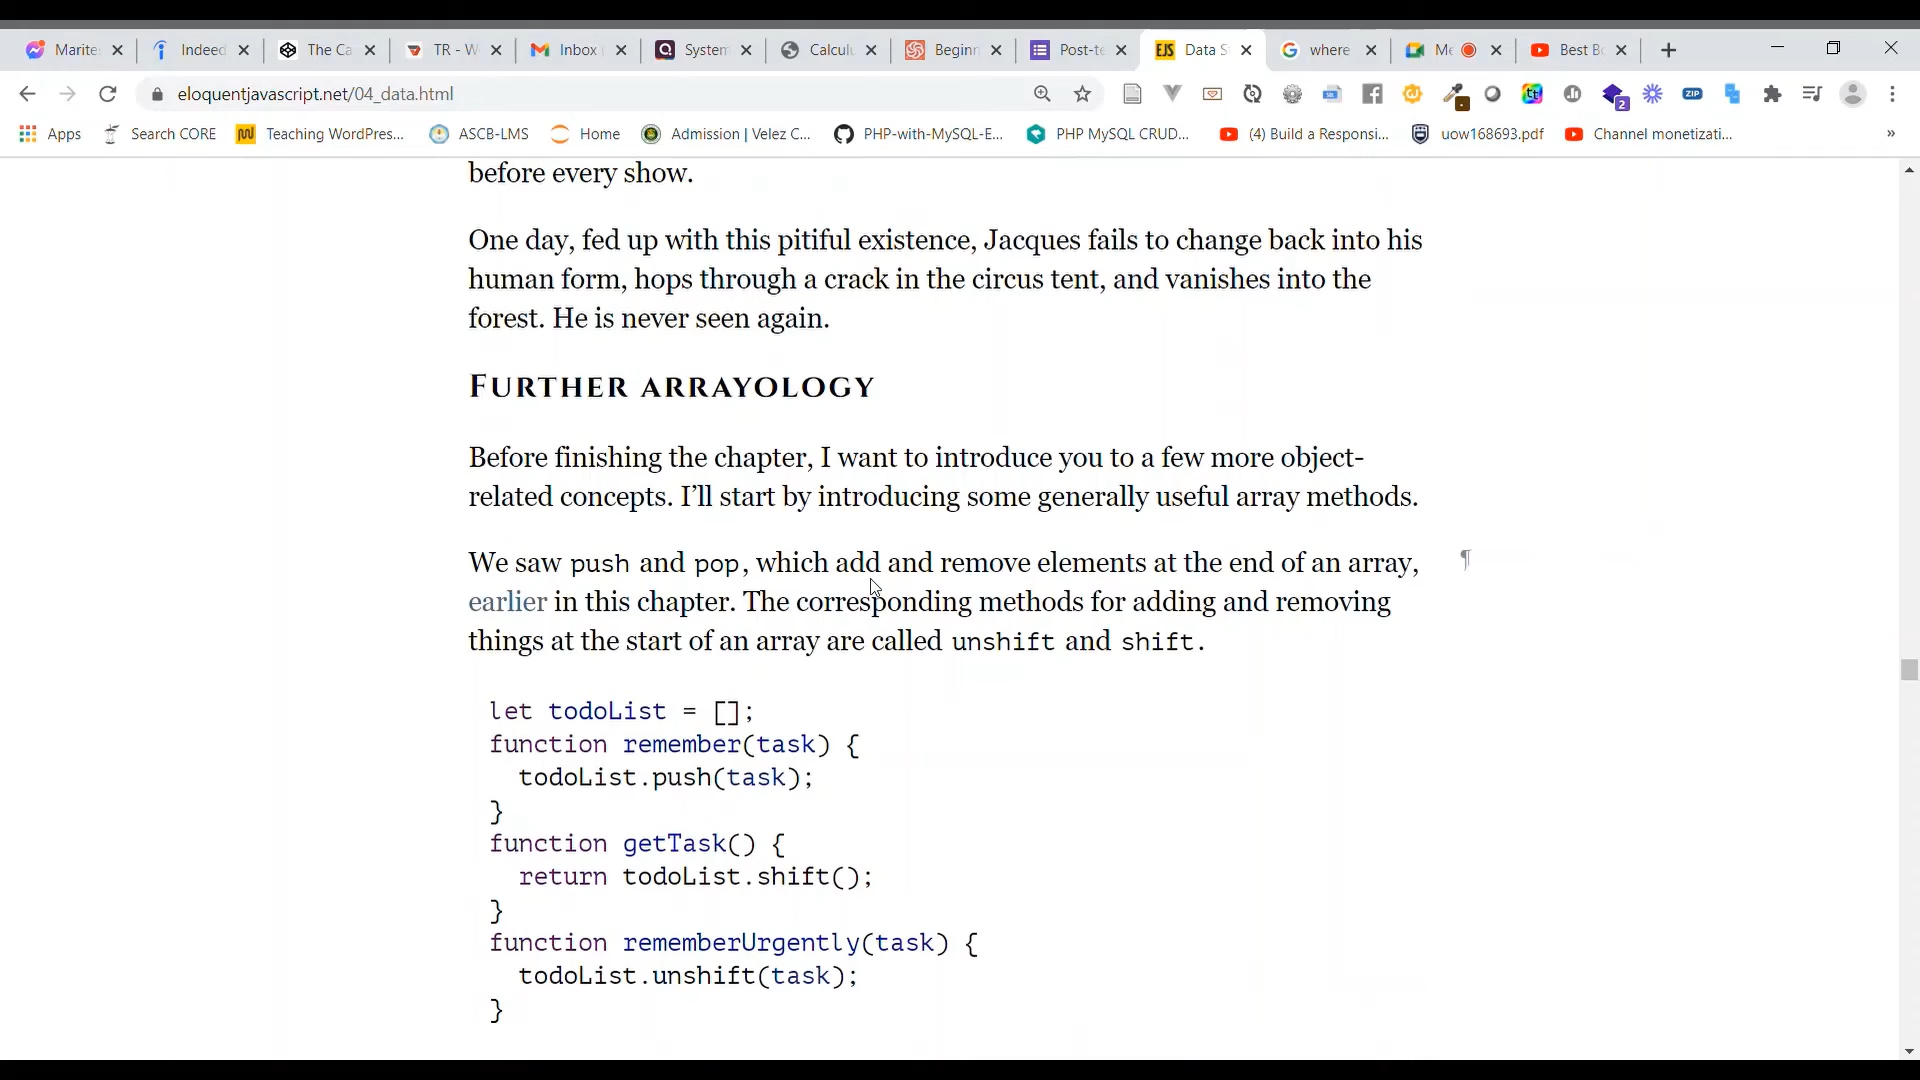 Marite
Indeed
The Ca
TR - W
Inbox
System
Calcul
Beginn
Post-te
EJS Data S
where
Me
Best B
eloquentjavascript.net/04_data.html
Apps
Search CORE
Teaching WordPres...
ASCB-LMS
Home
Admission | Velez C...
PHP-with-MySQL-E...
PHP MySQL CRUD...
(4) Build a Responsi...
uow168693.pdf
Channel monetizati...
»
before every show.
One day, fed up with this pitiful existence, Jacques fails to change back into his
human form, hops through a crack in the circus tent, and vanishes into the
forest. He is never seen again.
FURTHER ARRAYOLOGY
Before finishing the chapter, I want to introduce you to a few more object-
related concepts. I’ll start by introducing some generally useful array methods.
We saw push and pop, which add and remove elements at the end of an array, ¶
earlier in this chapter. The corresponding methods for adding and removing
things at the start of an array are called unshift and shift.
let todoList = [];
function remember(task) {
  todoList.push(task);
}
function getTask() {
  return todoList.shift();
}
function rememberUrgently(task) {
  todoList.unshift(task);
}